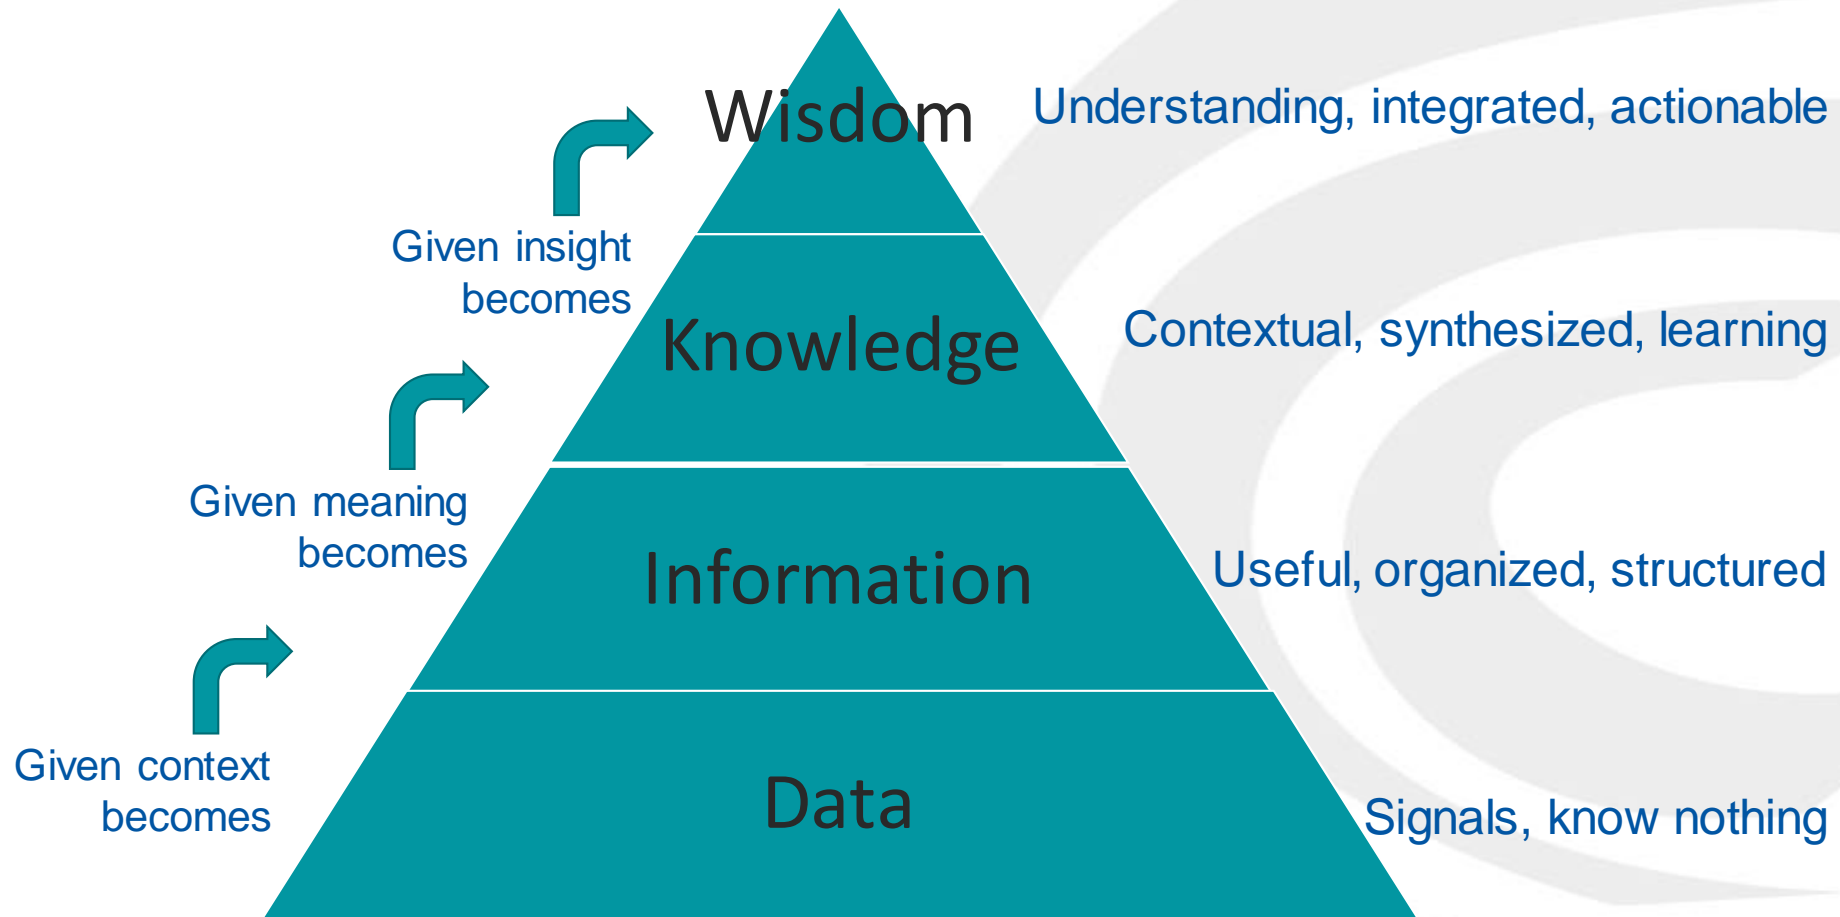 Wisdom
Understanding, integrated, actionable
Given insight
becomes
Knowledge
Contextual, synthesized, learning
Given meaning
becomes
Information
Useful, organized, structured
Given context
becomes
Data
Signals, know nothing